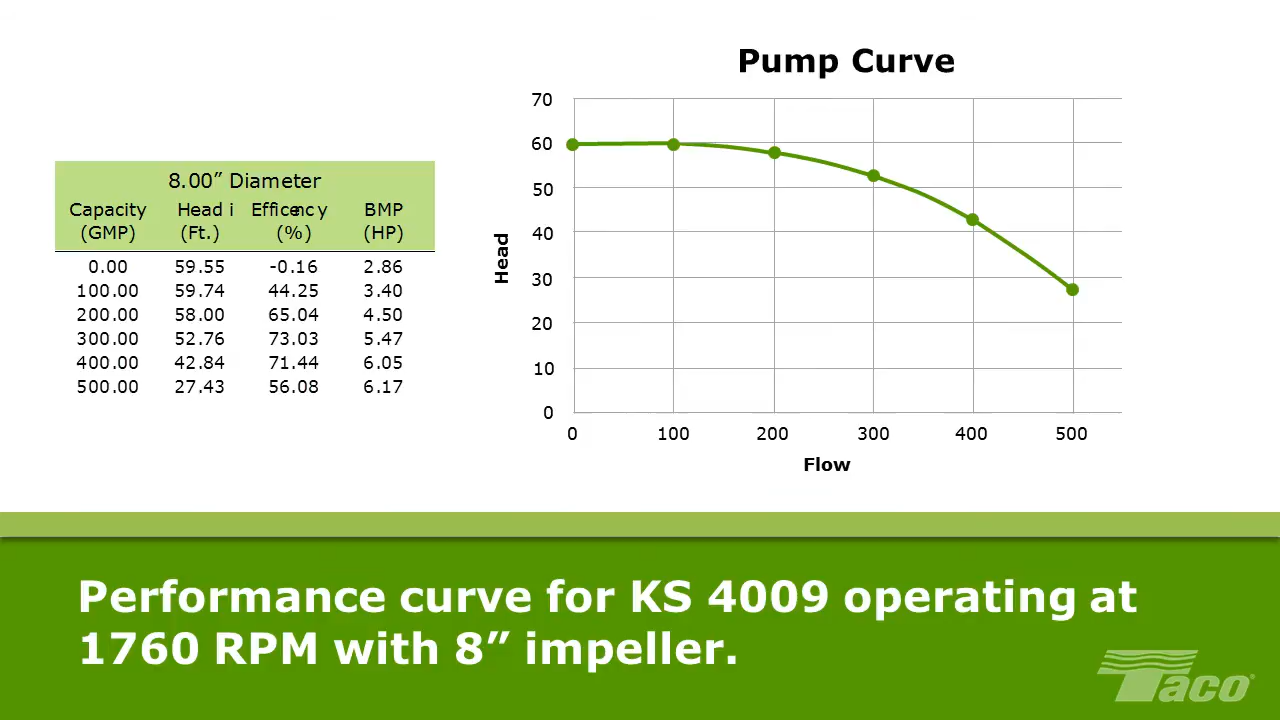 Pump Curve
8.00” Diameter
Capacity Head i Efficency BMP
(GMP) (Ft.) (%) (HP)
0.00 59.55 -0.16 2.86
100.00 59.74 44.25 3.40
200.00 58.00 65.04 4.50
300.00 52.76 73.03 5.47
400.00 42.84 71.44 6.05
500.00 27.43 56.08 6.17
Head
70
60
50
40
30
20
10
0
0 100 200 300 400 500
Flow
Performance curve for KS 4009 operating at
1760 RPM with 8” impeller.
Taco®